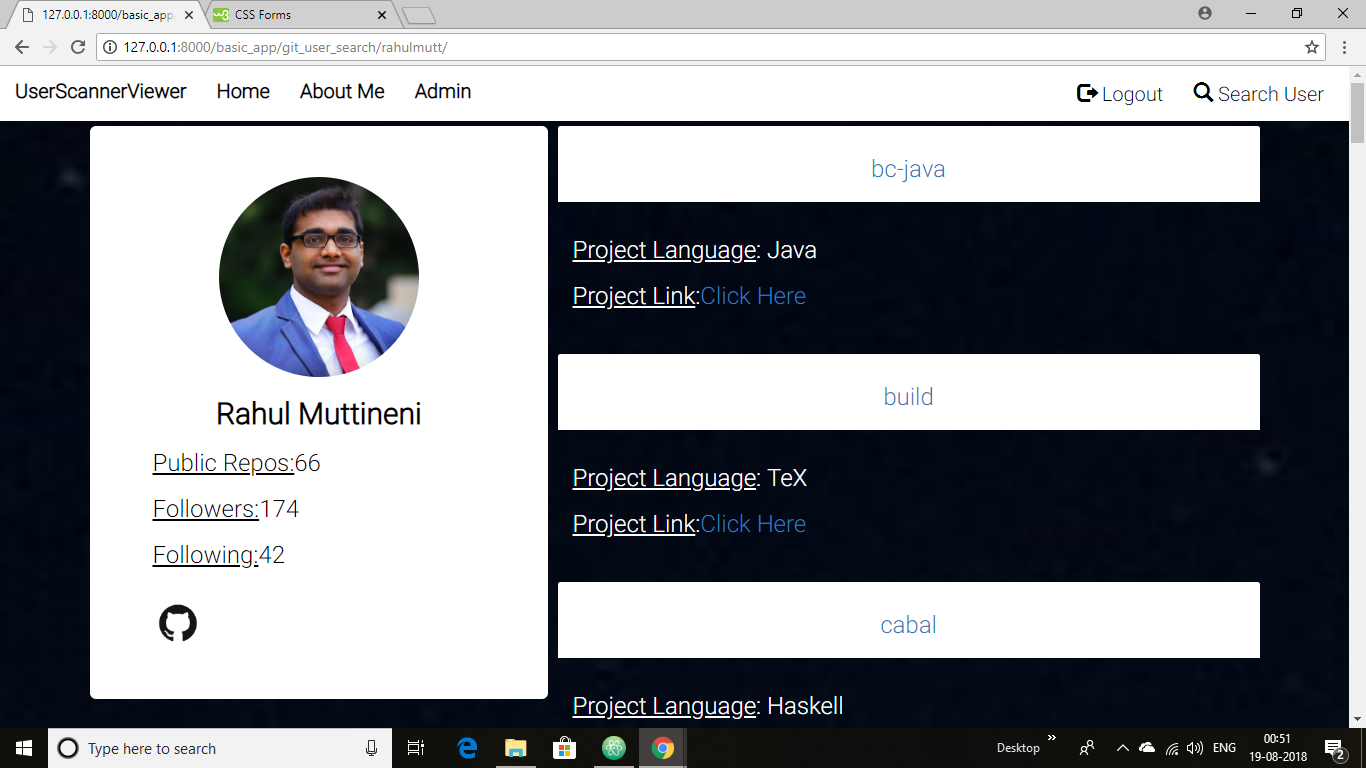 127.0.0.1:8000/basic_app
CSS Forms
127.0.0.1:8000/basic_app/git_user_search/rahulmutt/
UserScannerViewer Home About Me Admin Logout Search User
Rahul Muttineni
Public Repos:66
Followers:174
Following:42
bc-java
Project Language: Java
Project Link:Click Here
build
Project Language: TeX
Project Link:Click Here
cabal
Project Language: Haskell
Type here to search
Desktop
ENG
00:51
19-08-2018
2